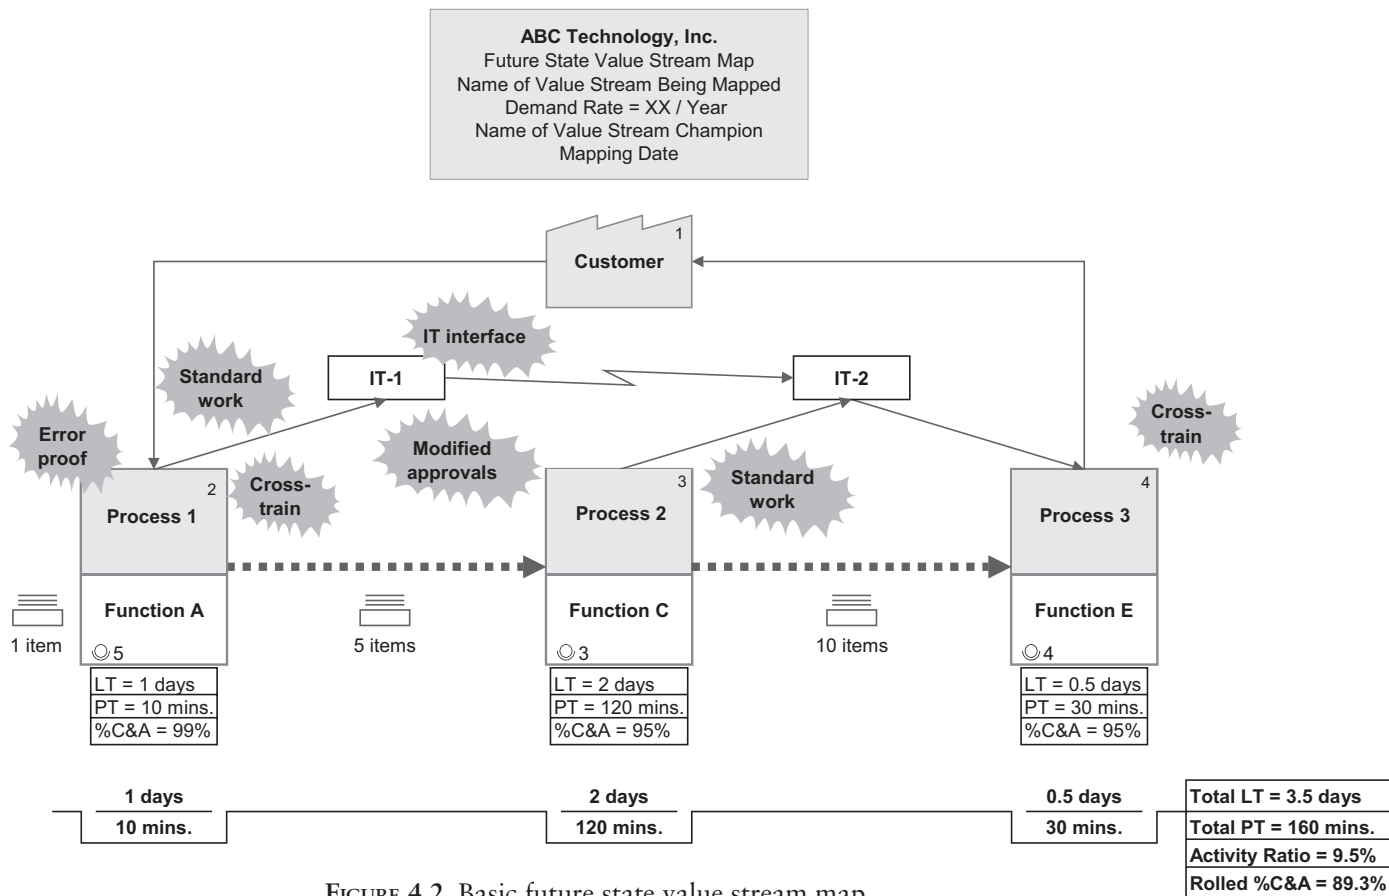 ABC Technology, Inc.
Future State Value Stream Map
Name of Value Stream Being Mapped
Demand Rate = XX / Year
Name of Value Stream Champion
Mapping Date
1
Customer
IT interface
Standard
work
IT-1
IT-2
Error
proof
Cross-
train
Modified
approvals
Standard
work
Cross-
train
2
Process 1
3
Process 2
4
Process 3
1 item
Function A
5
5 items
Function C
3
10 items
Function E
4
LT = 1 days
PT = 10 mins.
%C&A = 99%
LT = 2 days
PT = 120 mins.
%C&A = 95%
LT = 0.5 days
PT = 30 mins.
%C&A = 95%
1 days
10 mins.
2 days
120 mins.
0.5 days
30 mins.
Total LT = 3.5 days
Total PT = 160 mins.
Activity Ratio = 9.5%
Rolled %C&A = 89.3%
FIGURE 4.2 Basic future state value stream map